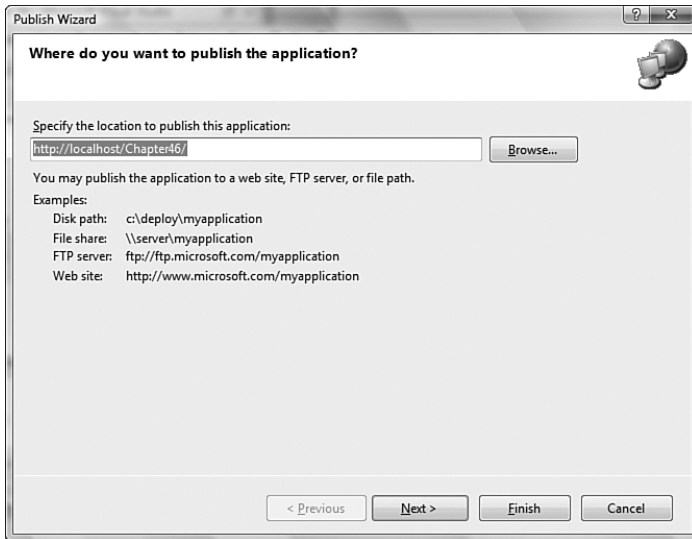 Publish Wizard
Where do you want to publish the application?
Specify the location to publish this application:
http://localhost/Chapter46/
Browse...
You may publish the application to a web site, FTP server, or file path.
Examples:
Disk path: c:\deploy\myapplication
File share: \\server\myapplication
FTP server: ftp://ftp.microsoft.com/myapplication
Web site: http://www.microsoft.com/myapplication
< Previous
Next >
Finish
Cancel